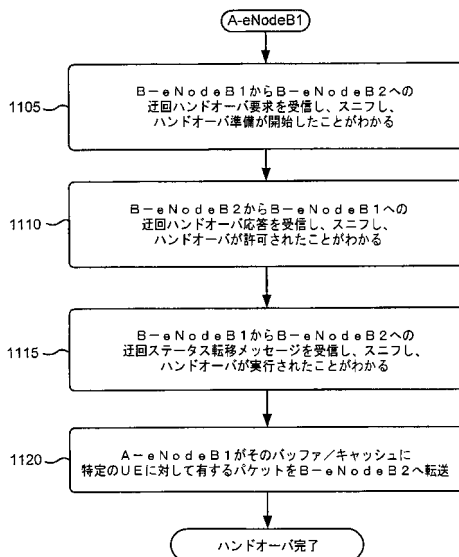 A-eNodeB1
1105
B-eNodeB1からB-eNodeB2への
迂回ハンドオーバ要求を受信し、スニフし、
ハンドオーバ準備が開始したことがわかる
1110
B-eNodeB2からB-eNodeB1への
迂回ハンドオーバ応答を受信し、スニフし、
ハンドオーバが許可されたことがわかる
1115
B-eNodeB1からB-eNodeB2への
迂回ステータス転移メッセージを受信し、スニフし、
ハンドオーバが実行されたことがわかる
1120
A-eNodeB1がそのバッファ/キャッシュに
特定のUEに対して有するパケットをB-eNodeB2へ転送
ハンドオーバ完了